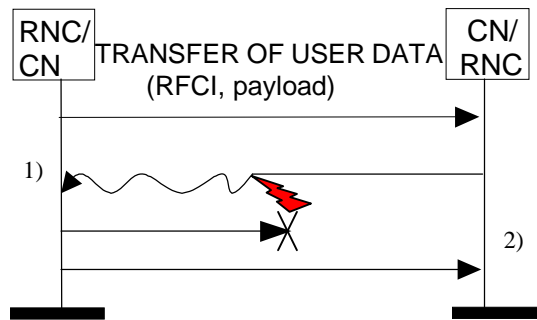 RNC/
CN
CN/
RNC
TRANSFER OF USER DATA
(RFCI, payload)
1)
2)